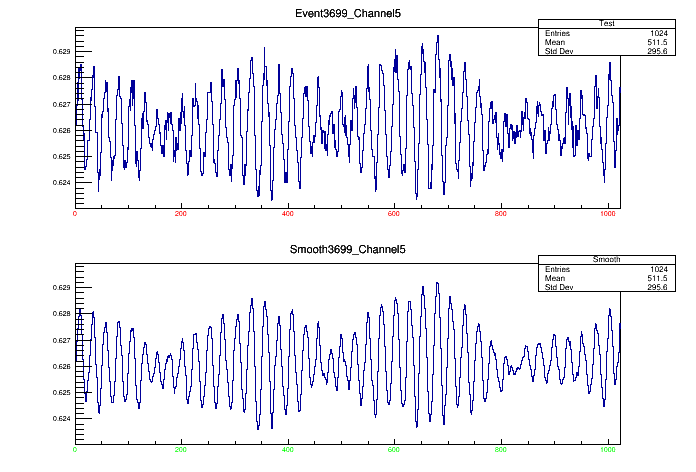 Event3699_Channel5
Test
Entries 1024
Mean 511.5
Std Dev 295.6
0.629
0.628
0.627
0.626
0.625
0.624
0 200 400 600 800 1000
Smooth3699_Channel5
Smooth
Entries 1024
Mean 511.5
Std Dev 295.6
0.629
0.628
0.627
0.626
0.625
0.624
0 200 400 600 800 1000